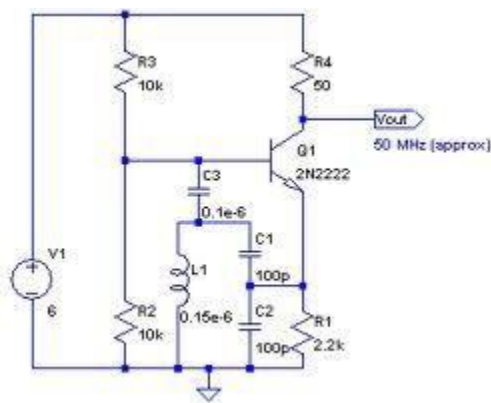 R3
10k
R4
50
Vout
50 MHz (approx)
Q1
2N2222
C3
0.1e-6
V1
6
L1
0.15e-6
C1
100p
R2
10k
C2
100p
R1
2.2k